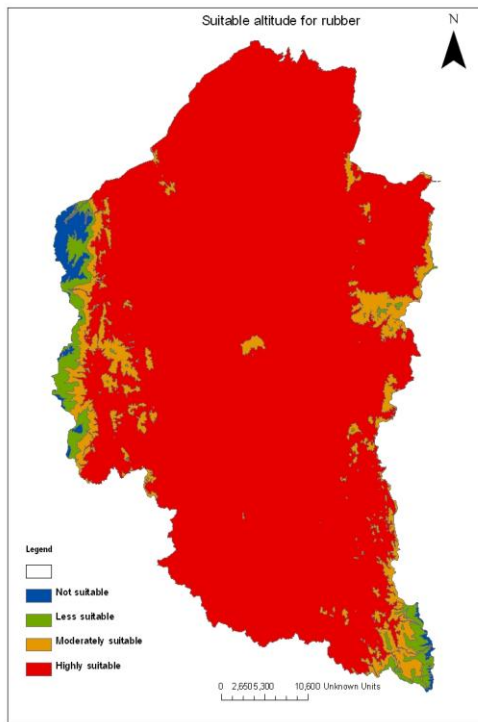 Suitable altitude for rubber
N
Legend
Not suitable
Less suitable
Moderately suitable
Highly suitable
0 2,6505,300 10,600 Unknown Units